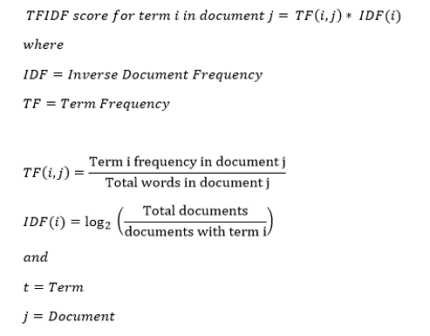 TFIDF score for term i in document j = TF(i,j) * IDF(i)
where
IDF = Inverse Document Frequency
TF = Term Frequency
TF(i,j) = Term i frequency in document j / Total words in document j
IDF(i) = log₂ (Total documents / documents with term i)
and
t = Term
j = Document